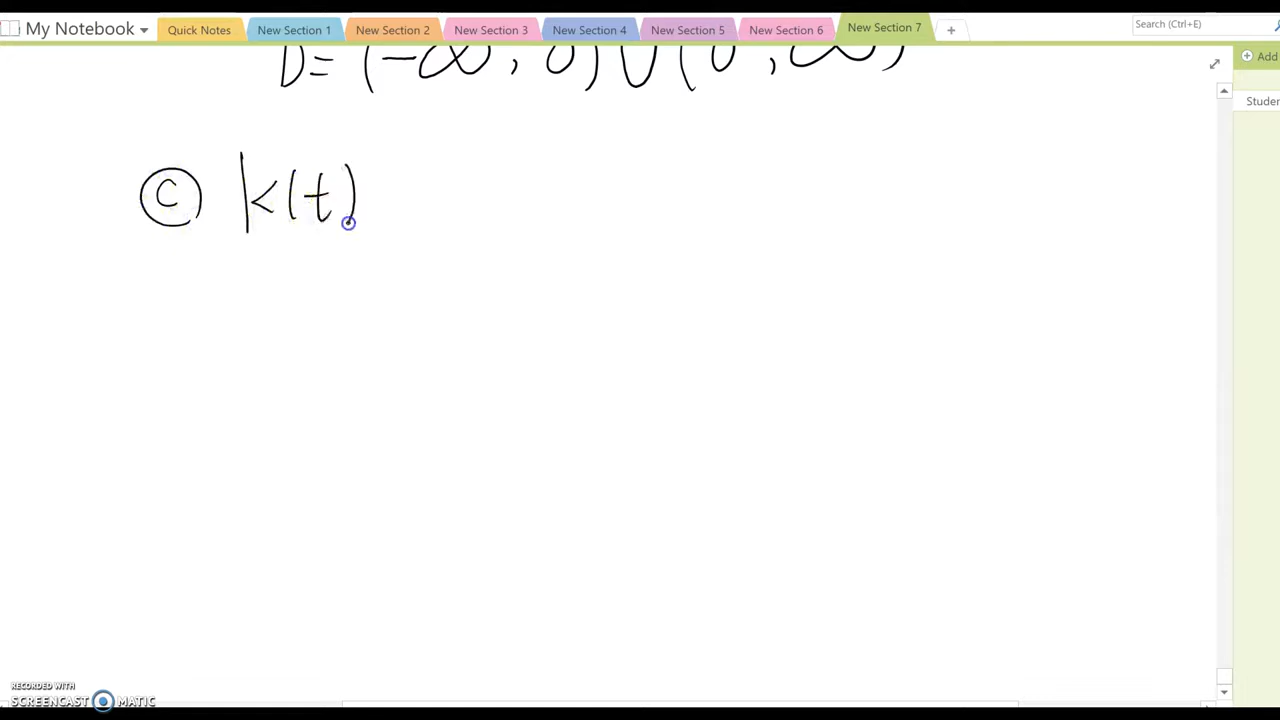 My Notebook
Quick Notes
New Section 1
New Section 2
New Section 3
New Section 4
New Section 5
New Section 6
New Section 7
Search (Ctrl+E)
Add
D= (-∞, 0) ∪ (0, ∞)
Studen
ⓒ k(t)
RECORDED WITH
SCREENCAST MATIC